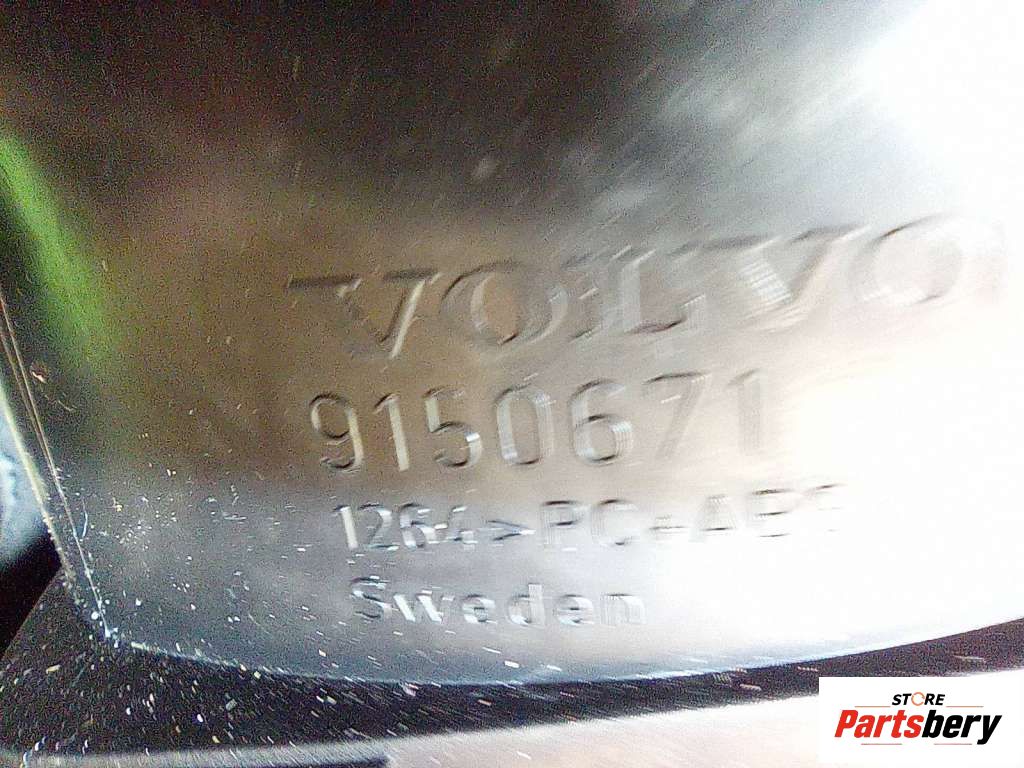 VOLVO
9150671
1264>PC+ABS
Sweden
STORE
Partsbery